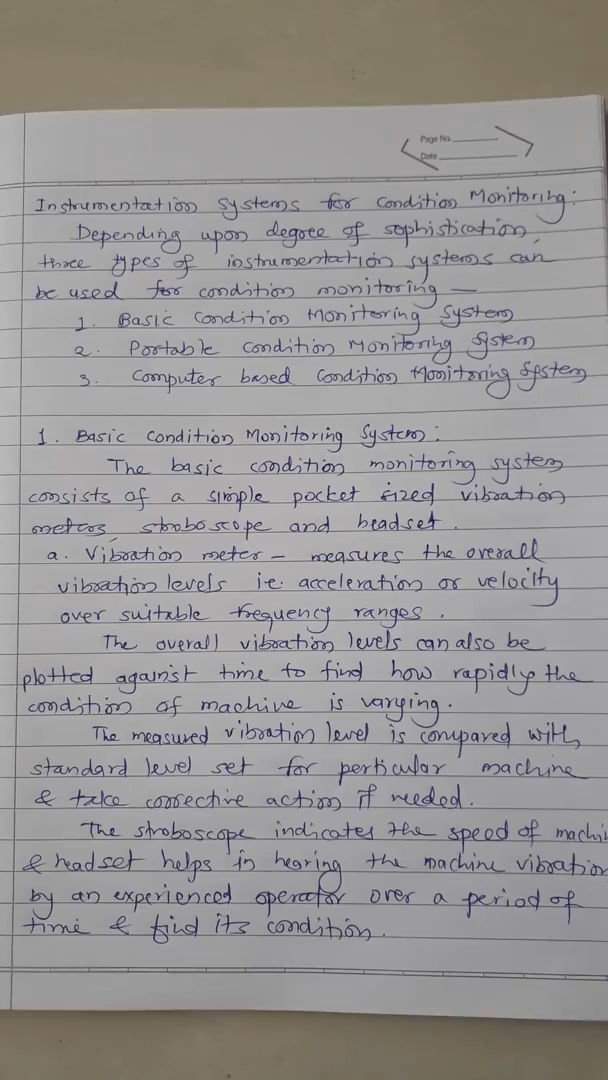 Page No.
Date
Instrumentation Systems for Condition Monitoring:
Depending upon degree of sophistication,
three types of instrumentation systems can
be used for condition monitoring —
1. Basic Condition Monitoring System
2. Portable Condition Monitoring System
3. Computer based Condition Monitoring System
1. Basic Condition Monitoring System:
The basic condition monitoring system
consists of a simple pocket sized vibration
meters, stroboscope and headset.
a. Vibration meter – measures the overall
vibration levels ie. acceleration or velocity
over suitable frequency ranges.
The overall vibration levels can also be
plotted against time to find how rapidly the
condition of machine is varying.
The measured vibration level is compared with
standard level set for perticular machine
& take corrective action if needed.
The stroboscope indicates the speed of machi
& headset helps in hearing the machine vibration
by an experienced operator over a period of
time & find its condition.